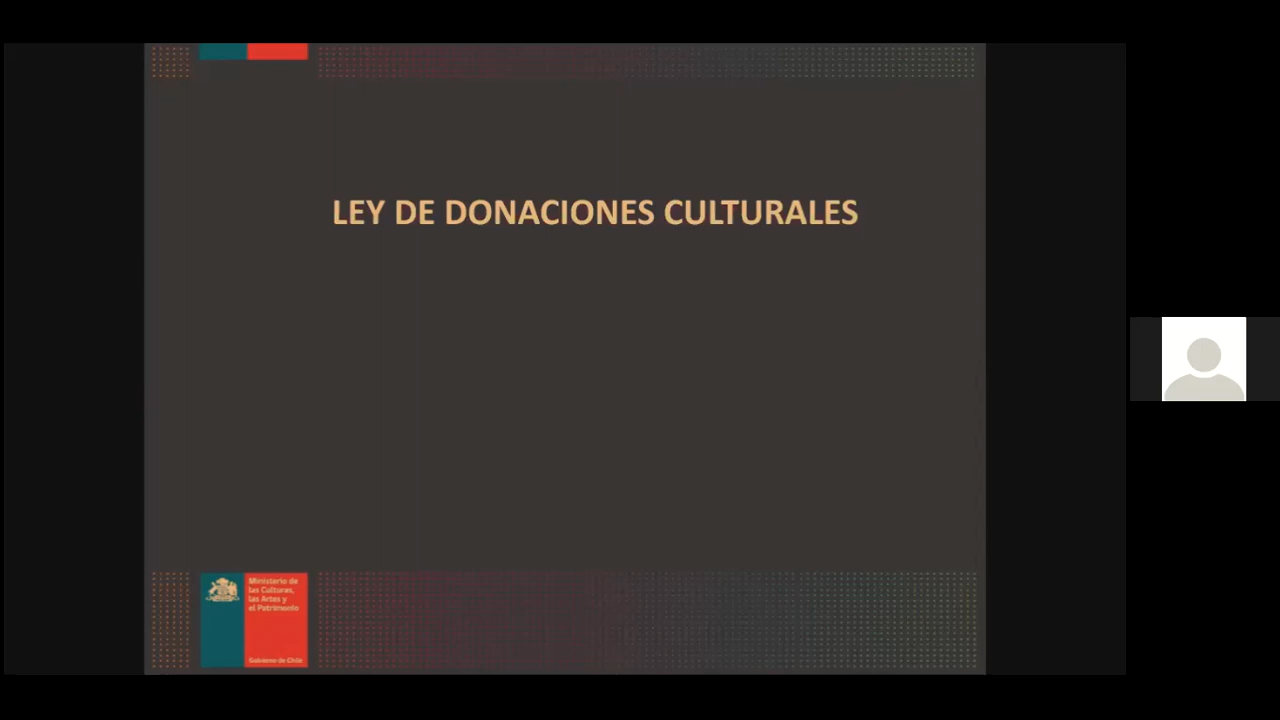 LEY DE DONACIONES CULTURALES
Ministerio de
las Culturas,
las Artes y
el Patrimonio
Gobierno de Chile